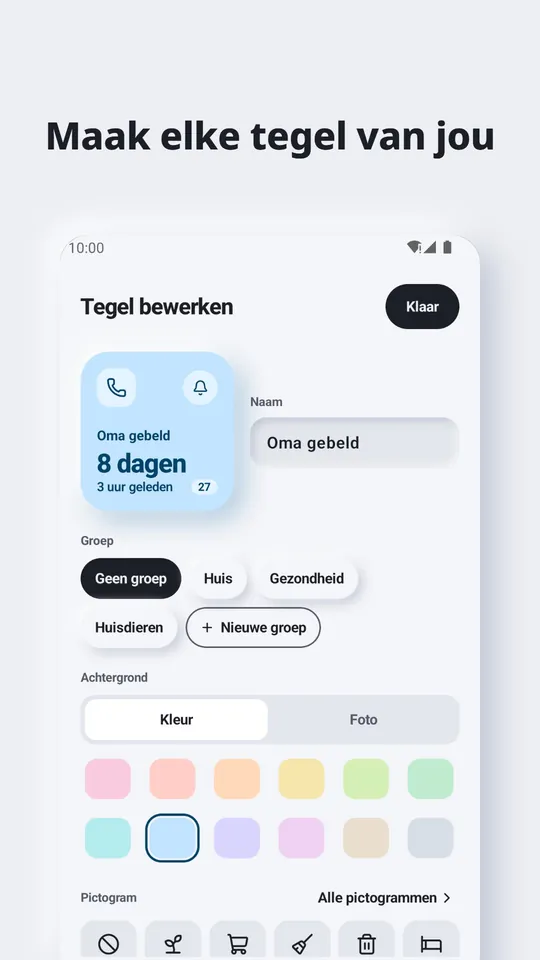 Maak elke tegel van jou
10:00
Tegel bewerken
Klaar
Oma gebeld
8 dagen
3 uur geleden 27
Naam
Oma gebeld
Groep
Geen groep Huis Gezondheid
Huisdieren + Nieuwe groep
Achtergrond
Kleur Foto
Pictogram Alle pictogrammen